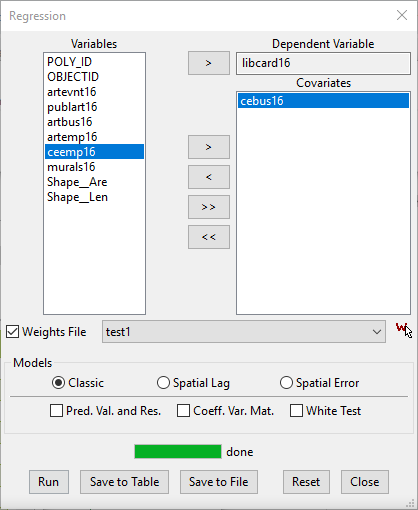 Regression
Variables
Dependent Variable
POLY_ID
OBJECTID
artevnt16
publart16
artbus16
artemp16
ceemp16
murals16
Shape__Are
Shape__Len
>
libcard16
Covariates
cebus16
>
<
>>
<<
Weights File
test1
W
Models
Classic
Spatial Lag
Spatial Error
Pred. Val. and Res.
Coeff. Var. Mat.
White Test
done
Run
Save to Table
Save to File
Reset
Close